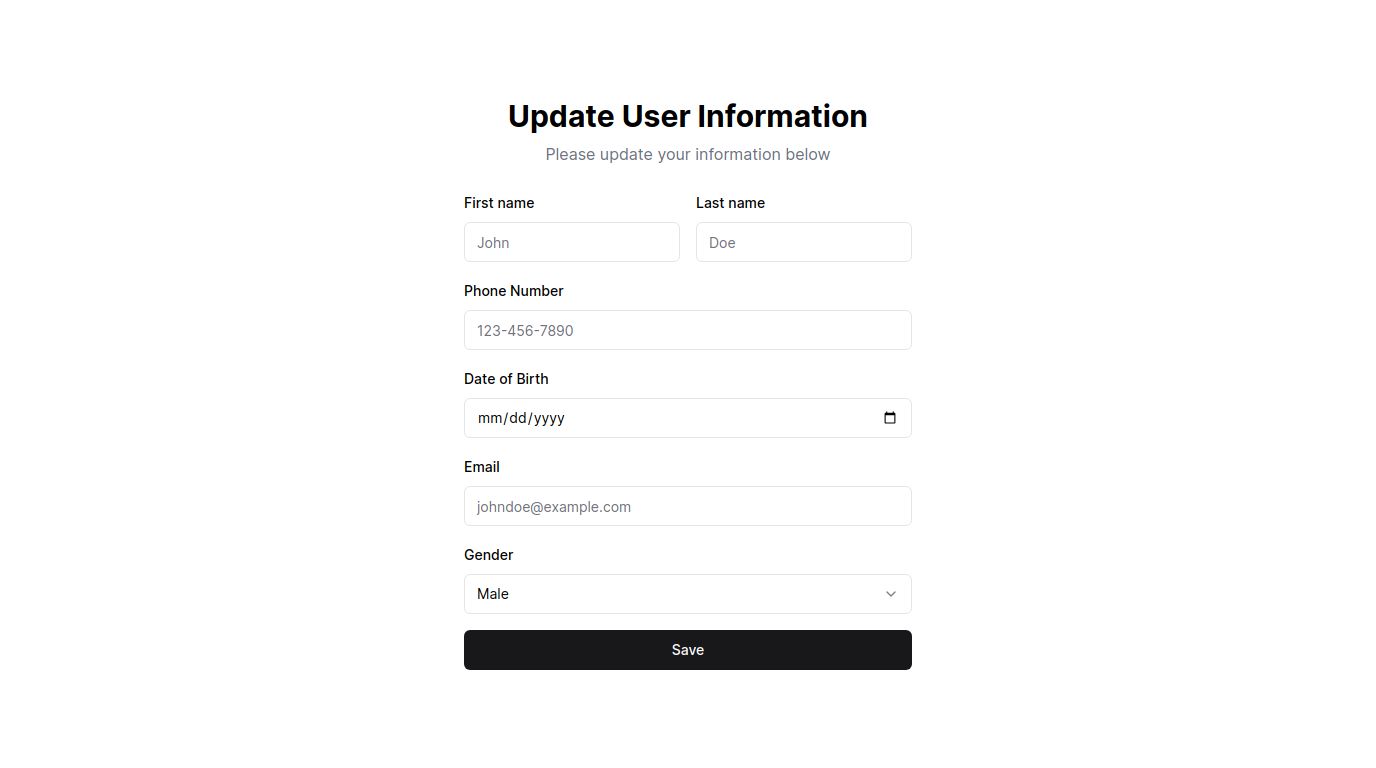 Update User Information
Please update your information below
First name Last name
John Doe
Phone Number
123-456-7890
Date of Birth
mm/dd/yyyy
Email
johndoe@example.com
Gender
Male
Save